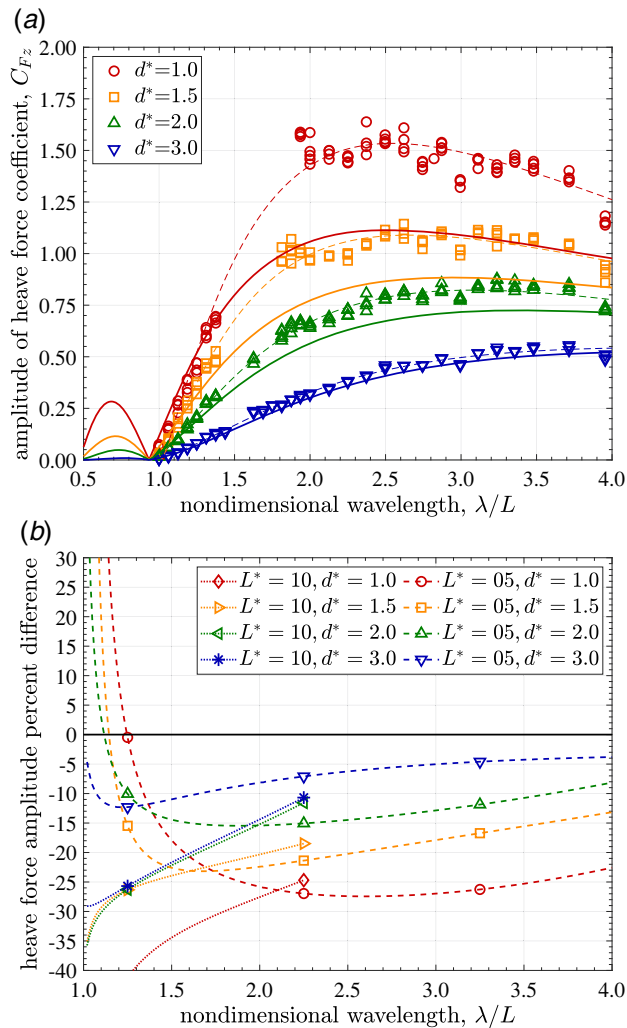 (a)
2.00
1.75
1.50
1.25
1.00
0.75
0.50
0.25
0.00
amplitude of heave force coefficient, C_{Fz}
d*=1.0
d*=1.5
d*=2.0
d*=3.0
0.5 1.0 1.5 2.0 2.5 3.0 3.5 4.0
nondimensional wavelength, λ/L
(b)
30
25
20
15
10
5
0
-5
-10
-15
-20
-25
-30
-35
-40
heave force amplitude percent difference
L* = 10, d* = 1.0 L* = 05, d* = 1.0
L* = 10, d* = 1.5 L* = 05, d* = 1.5
L* = 10, d* = 2.0 L* = 05, d* = 2.0
L* = 10, d* = 3.0 L* = 05, d* = 3.0
1.0 1.5 2.0 2.5 3.0 3.5 4.0
nondimensional wavelength, λ/L